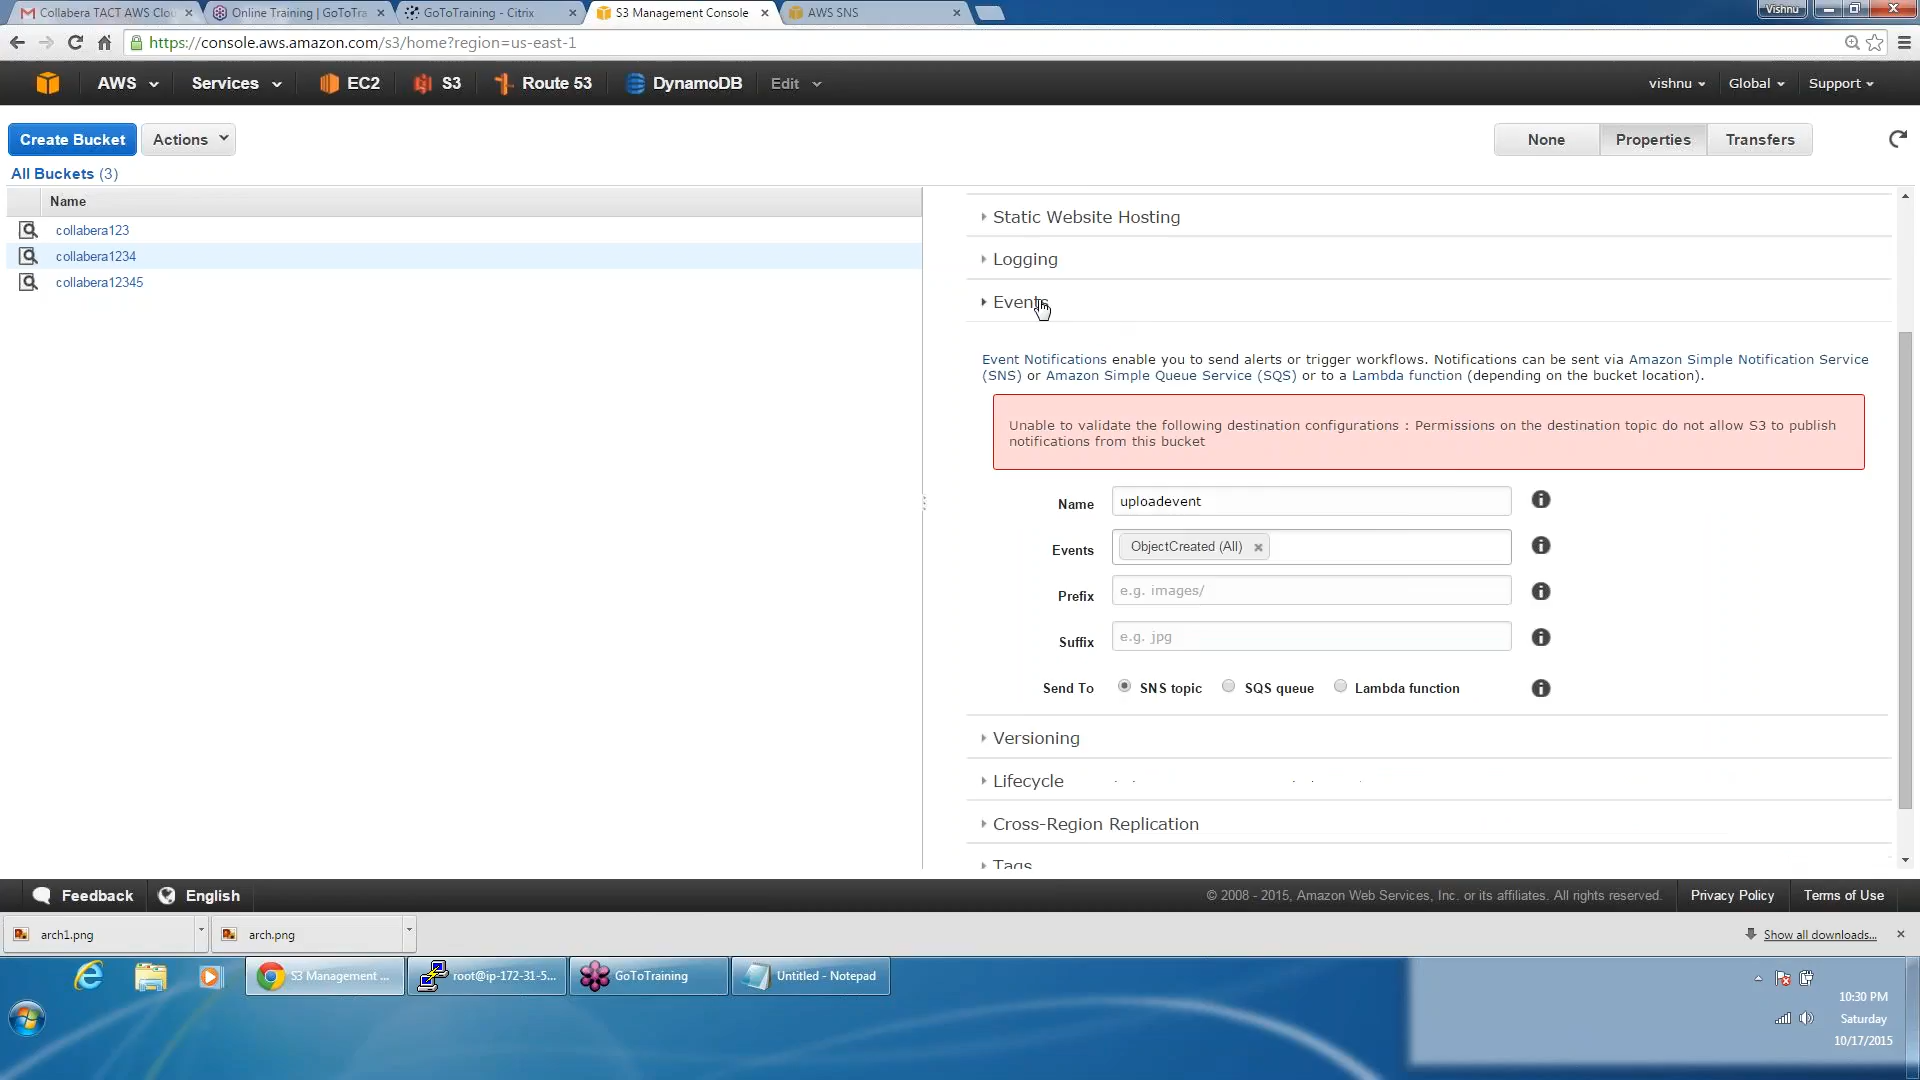 Collabera TACT AWS Clou
Online Training | GoToTra
GoToTraining - Citrix
S3 Management Console
AWS SNS
Vishnu
https://console.aws.amazon.com/s3/home?region=us-east-1
AWS
Services
EC2
S3
Route 53
DynamoDB
Edit
vishnu
Global
Support
Create Bucket
Actions
None
Properties
Transfers
All Buckets (3)
Name
collabera123
collabera1234
collabera12345
Static Website Hosting
Logging
Events
Event Notifications enable you to send alerts or trigger workflows. Notifications can be sent via Amazon Simple Notification Service
(SNS) or Amazon Simple Queue Service (SQS) or to a Lambda function (depending on the bucket location).
Unable to validate the following destination configurations : Permissions on the destination topic do not allow S3 to publish
notifications from this bucket
Name
uploadevent
Events
ObjectCreated (All)
Prefix
e.g. images/
Suffix
e.g. jpg
Send To
SNS topic
SQS queue
Lambda function
Versioning
Lifecycle
Cross-Region Replication
Tags
Feedback
English
© 2008 - 2015, Amazon Web Services, Inc. or its affiliates. All rights reserved.
Privacy Policy
Terms of Use
arch1.png
arch.png
Show all downloads...
S3 Management ...
root@ip-172-31-5...
GoToTraining
Untitled - Notepad
10:30 PM
Saturday
10/17/2015